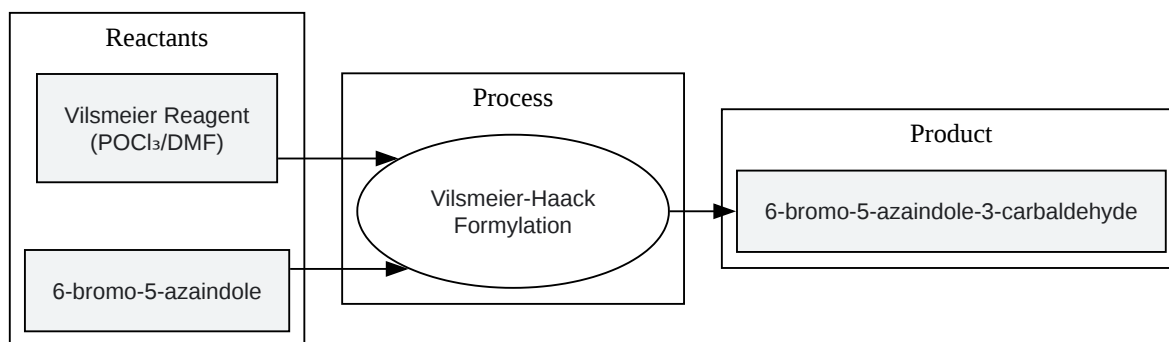 Reactants
Vilsmeier Reagent
(POCl₃/DMF)
6-bromo-5-azaindole
Process
Vilsmeier-Haack
Formylation
Product
6-bromo-5-azaindole-3-carbaldehyde